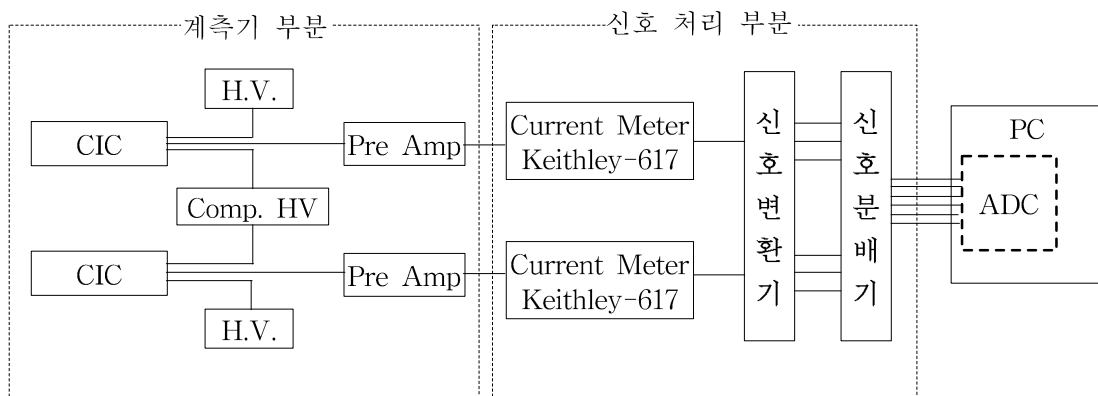 계측기 부분
신호 처리 부분
H.V.
CIC
Pre Amp
Current Meter
Keithley-617
Comp. HV
CIC
Pre Amp
Current Meter
Keithley-617
H.V.
신호변환기
신호분배기
PC
ADC